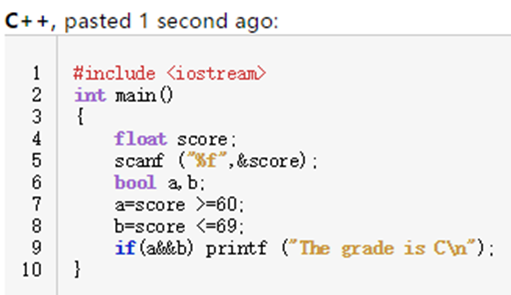 C++, pasted 1 second ago:
1 #include <iostream>
2 int main()
3 {
4 float score;
5 scanf ("%f",&score);
6 bool a,b;
7 a=score >=60;
8 b=score <=69;
9 if(a&&b) printf ("The grade is C\n");
10 }